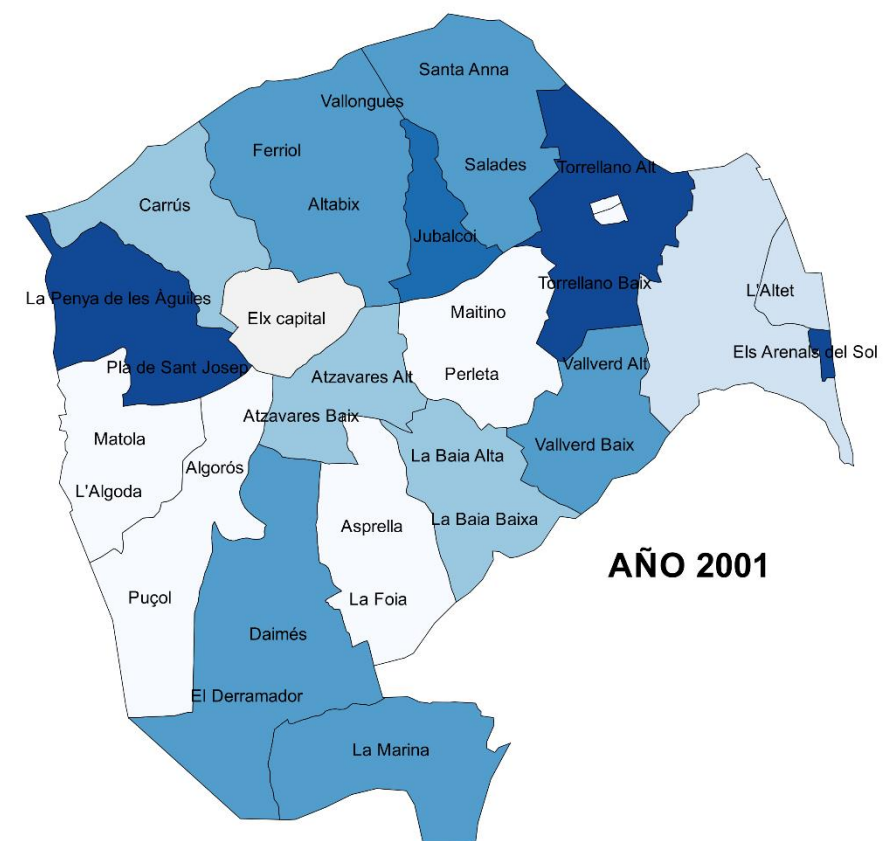 Santa Anna
Vallongues
Ferriol
Salades
Torrellano Alt
Carrús
Altabix
Jubalcoi
La Penya de les Àguiles
Torrellano Baix
L'Altet
Elx capital
Maitino
Els Arenals del Sol
Pla de Sant Josep
Atzavares Alt
Perleta
Vallverd Alt
Atzavares Baix
Matola
Vallverd Baix
La Baia Alta
Algorós
L'Algoda
La Baia Baixa
Asprella
AÑO 2001
Puçol
La Foia
Daimés
El Derramador
La Marina